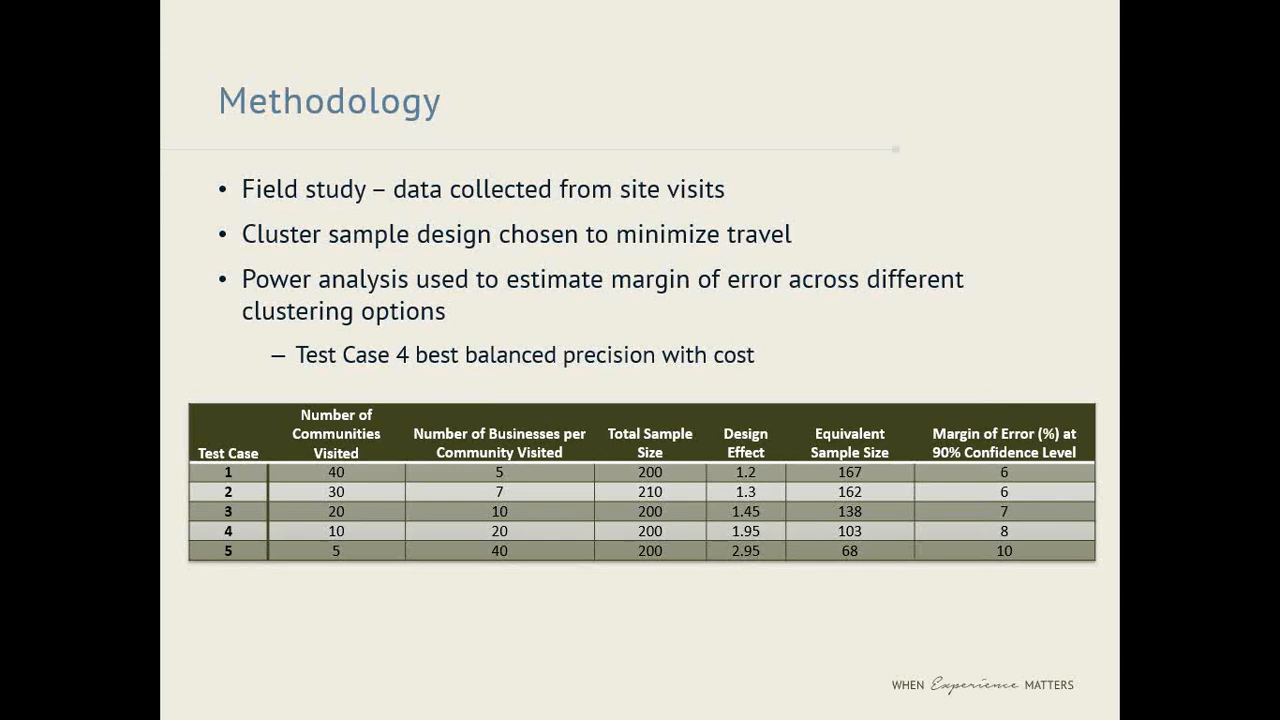 Methodology
• Field study – data collected from site visits
• Cluster sample design chosen to minimize travel
• Power analysis used to estimate margin of error across different
clustering options
– Test Case 4 best balanced precision with cost
Test Case | Number of Communities Visited | Number of Businesses per Community Visited | Total Sample Size | Design Effect | Equivalent Sample Size | Margin of Error (%) at 90% Confidence Level
1 | 40 | 5 | 200 | 1.2 | 167 | 6
2 | 30 | 7 | 210 | 1.3 | 162 | 6
3 | 20 | 10 | 200 | 1.45 | 138 | 7
4 | 10 | 20 | 200 | 1.95 | 103 | 8
5 | 5 | 40 | 200 | 2.95 | 68 | 10
WHEN Experience MATTERS